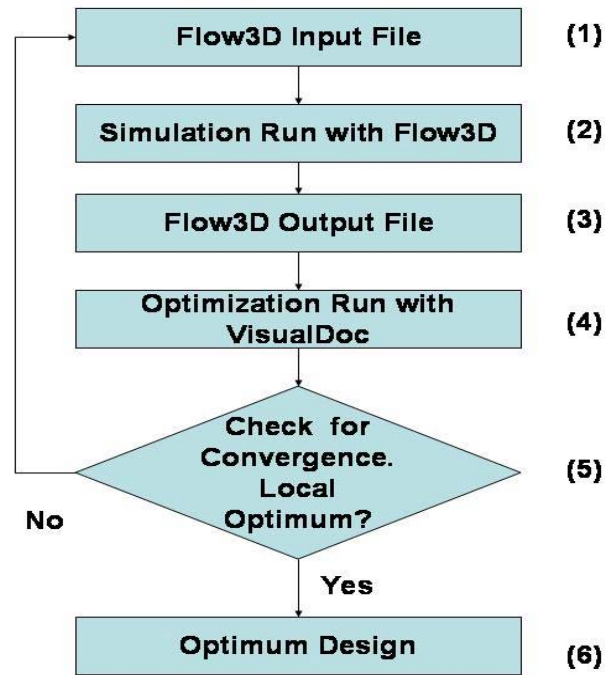 Flow3D Input File (1)
Simulation Run with Flow3D (2)
Flow3D Output File (3)
Optimization Run with
VisualDoc (4)
Check for
Convergence.
Local (5)
Optimum?
No
Yes
Optimum Design (6)